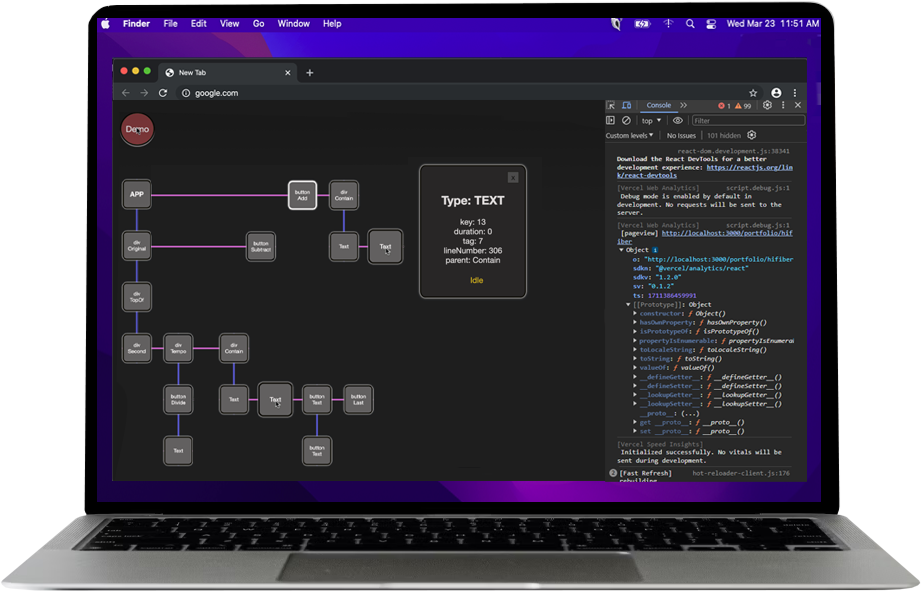 Finder File Edit View Go Window Help
Wed Mar 23 11:51 AM
New Tab
google.com
Demo
APP
button
Add
div
Contain
div
Original
button
Subtract
Text
Text
div
TopOf
div
Second
div
Tempo
div
Contain
button
Divide
Text
Text
button
Text
button
Last
Text
button
Text
x
Type: TEXT
key: 13
duration: 0
tag: 7
lineNumber: 306
parent: Contain
Idle
Console
1 99
top Filter
Custom levels No Issues 101 hidden
react-dom.development.js:38341
Download the React DevTools for a better
development experience: https://reactjs.org/lin
k/react-devtools
[Vercel Web Analytics] script.debug.js:1
Debug mode is enabled by default in
development. No requests will be sent to the
server.
[Vercel Web Analytics] script.debug.js:1
[pageview] http://localhost:3000/portfolio/hifi
ber
Object i
o: "http://localhost:3000/portfolio/hifiber
sdkn: "@vercel/analytics/react"
sdkv: "1.2.0"
sv: "0.1.2"
ts: 1711386459991
[[Prototype]]: Object
constructor: ƒ Object()
hasOwnProperty: ƒ hasOwnProperty()
isPrototypeOf: ƒ isPrototypeOf()
propertyIsEnumerable: ƒ propertyIsEnumera
toLocaleString: ƒ toLocaleString()
toString: ƒ toString()
valueOf: ƒ valueOf()
__defineGetter__: ƒ __defineGetter__()
__defineSetter__: ƒ __defineSetter__()
__lookupGetter__: ƒ __lookupGetter__()
__lookupSetter__: ƒ __lookupSetter__()
__proto__: (...)
get __proto__: ƒ __proto__()
set __proto__: ƒ __proto__()
[Vercel Speed Insights]
Initialized successfully. No vitals will be
sent during development.
2 [Fast Refresh] hot-reloader-client.js:176
rebuilding